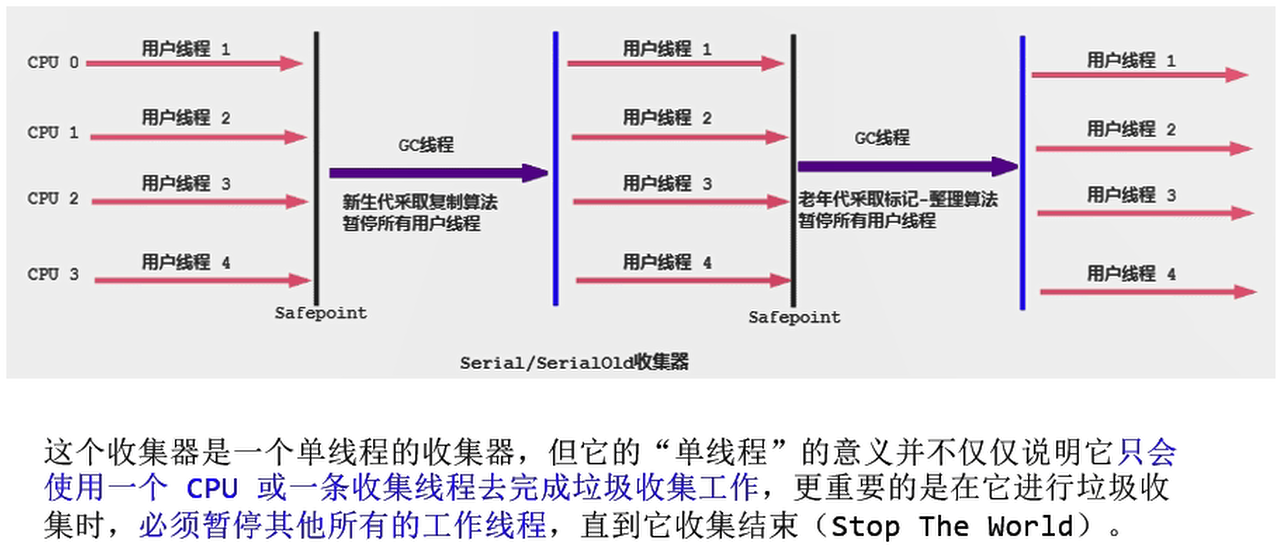 CPU 0 用户线程 1 用户线程 1 用户线程 1
CPU 1 用户线程 2 用户线程 2 用户线程 2
GC线程 GC线程
CPU 2 用户线程 3 用户线程 3 用户线程 3
新生代采取复制算法 老年代采取标记-整理算法
暂停所有用户线程 暂停所有用户线程
CPU 3 用户线程 4 用户线程 4 用户线程 4
Safepoint Safepoint
Serial/SerialOld收集器
这个收集器是一个单线程的收集器，但它的“单线程”的意义并不仅仅说明它只会
使用一个 CPU 或一条收集线程去完成垃圾收集工作，更重要的是在它进行垃圾收
集时，必须暂停其他所有的工作线程，直到它收集结束（Stop The World）。